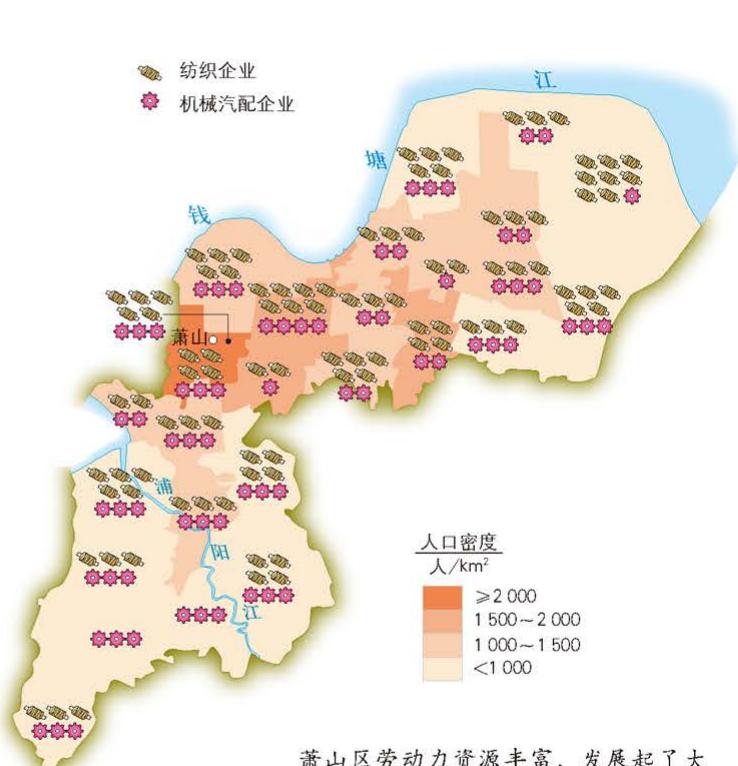 纺织企业
机械汽配企业
江
塘
钱
萧山
浦
阳
江
人口密度
人/km²
≥2 000
1 500~2 000
1 000~1 500
<1 000
萧山区劳动力资源丰富，发展起了大